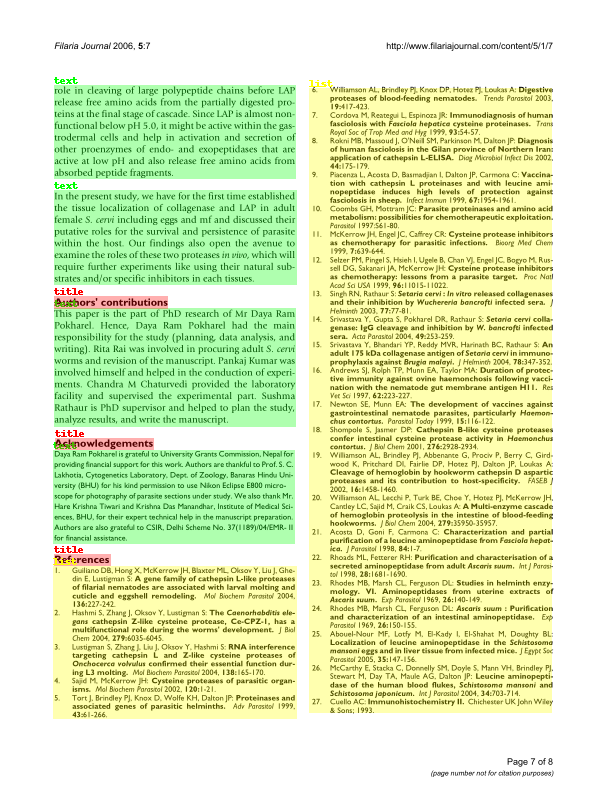 Filaria Journal 2006, 5:7
http://www.filariajournal.com/content/5/1/7
text
role in cleaving of large polypeptide chains before LAP
release free amino acids from the partially digested pro-
teins at the final stage of cascade. Since LAP is almost non-
functional below pH 5.0, it might be active within the gas-
trodermal cells and help in activation and secretion of
other proenzymes of endo- and exopeptidases that are
active at low pH and also release free amino acids from
absorbed peptide fragments.
text
In the present study, we have for the first time established
the tissue localization of collagenase and LAP in adult
female S. cervi including eggs and mf and discussed their
putative roles for the survival and persistence of parasite
within the host. Our findings also open the avenue to
examine the roles of these two proteases in vivo, which will
require further experiments like using their natural sub-
strates and/or specific inhibitors in each stage.
title
Authors' contributions
This paper is the part of PhD research of Mr Daya Ram
Pokharel. Hence, Daya Ram Pokharel had the main
responsibility for the study (planning, data analysis, and
writing). Rita Rai was involved in procuring adult S. cervi
worms and revision of the manuscript. Pankaj Kumar was
involved himself and helped in the conduction of experi-
ments. Chandra M Chaturvedi provided the laboratory
facility and supervised the experimental part. Sushma
Rathaur is PhD supervisor and helped to plan the study,
analyze results, and write the manuscript.
title
Acknowledgements
Daya Ram Pokharel is grateful to University Grants Commission, Nepal for
providing financial support for this work. Authors are thankful to Prof. S. C.
Lakhotia, Cytogenetics Laboratory, Dept. of Zoology, Banaras Hindu Uni-
versity (BHU) for his kind permission to use Nikon Eclipse E800 micro-
scope for photography of parasite sections under study. We also thank Mr.
Hare Krishna Tiwari and Krishna Das Manandhar, Institute of Medical Sci-
ences, BHU, for their expert technical help in the manuscript preparation.
Authors are also grateful to CSIR, Delhi Scheme No. 37(1189)/04/EMR- II
for financial assistance.
title
References
1. Guiliano DB, Hong X, McKerrow JH, Blaxter ML, Oksov Y, Liu J, Ghe-
din E, Lustigman S: A gene family of cathepsin L-like proteases
of filarial nematodes are associated with larval molting and
cuticle and eggshell remodeling. Mol Biochem Parasitol 2004,
136:227-242.
2. Hashmi S, Zhang J, Oksov Y, Lustigman S: The Caenorhabditis ele-
gans cathepsin Z-like cysteine protease, Ce-CPZ-1, has a
multifunctional role during the worms' development. J Biol
Chem 2004, 279:6035-6045.
3. Lustigman S, Zhang J, Liu J, Oksov Y, Hashmi S: RNA interference
targeting cathepsin L and Z-like cysteine proteases of
Onchocerca volvulus confirmed their essential function dur-
ing L3 molting. Mol Biochem Parasitol 2004, 138:165-170.
4. Sajid M, McKerrow JH: Cysteine proteases of parasitic organ-
isms. Mol Biochem Parasitol 2002, 120:1-21.
5. Tort J, Brindley PJ, Knox D, Wolfe KH, Dalton JP: Proteinases and
associated genes of parasitic helminths. Adv Parasitol 1999,
43:61-266.
list
6. Williamson AL, Brindley PJ, Knox DP, Hotez PJ, Loukas A: Digestive
proteases of blood-feeding nematodes. Trends Parasitol 2003,
19:417-423.
7. Cordova M, Reategui L, Espinoza JR: Immunodiagnosis of human
fasciolosis with Fasciola hepatica cysteine proteinases. Trans
Royal Soc of Trop Med and Hyg 1999, 93:54-57.
8. Rokni MB, Massoud J, O'Neill SM, Parkinson M, Dalton JP: Diagnosis
of human fasciolosis in the Gilan province of Northern Iran:
application of cathepsin L-ELISA. Diag Microbiol Infect Dis 2002,
44:175-179.
9. Piacenza L, Acosta D, Basmadjian I, Dalton JP, Carmona C: Vaccina-
tion with cathepsin L proteinases and with leucine ami-
nopeptidase induces high levels of protection against
fascioliasis in sheep. Infect Immun 1999, 67:1954-1961.
10. Coombs GH, Mottram JC: Parasite proteinases and amino acid
metabolism: possibilities for chemotherapeutic exploitation.
Parasitol 1997:S61-80.
11. McKerrow JH, Engel JC, Caffrey CR: Cysteine protease inhibitors
as chemotherapy for parasitic infections. Bioorg Med Chem
1999, 7:639-644.
12. Selzer PM, Pingel S, Hsieh I, Ugele B, Chan VJ, Engel JC, Bogyo M, Rus-
sell DG, Sakanari JA, McKerrow JH: Cysteine protease inhibitors
as chemotherapy: lessons from a parasite target. Proc Natl
Acad Sci USA 1999, 96:11015-11022.
13. Singh RN, Rathaur S: Setaria cervi: In vitro released collagenases
and their inhibition by Wuchereria bancrofti infected sera. J
Helminth 2003, 77:77-81.
14. Srivastava Y, Gupta S, Pokharel DR, Rathaur S: Setaria cervi colla-
genase: IgG cleavage and inhibition by W. bancrofti infected
sera. Acta Parasitol 2004, 49:253-259.
15. Srivastava Y, Bhandari YP, Reddy MVR, Harinath BC, Rathaur S: An
adult 175 kDa collagenase antigen of Setaria cervi in immuno-
prophylaxis against Brugia malayi. J Helminth 2004, 78:347-352.
16. Andrews SJ, Rolph TP, Munn EA, Taylor MA: Duration of protec-
tive immunity against ovine haemonchosis following vacci-
nation with the nematode gut membrane antigen H11. Res
Vet Sci 1997, 62:223-227.
17. Newton SE, Munn EA: The development of vaccines against
gastrointestinal nematode parasites, particularly Haemon-
chus contortus. Parasitol Today 1999, 15:116-122.
18. Shompole S, Jasmer DP: Cathepsin B-like cysteine proteases
confer intestinal cysteine protease activity in Haemonchus
contortus. J Biol Chem 2001, 276:2928-2934.
19. Williamson AL, Brindley PJ, Abbenante G, Prociv P, Berry C, Gird-
wood K, Pritchard DI, Fairlie DP, Hotez PJ, Dalton JP, Loukas A:
Cleavage of hemoglobin by hookworm cathepsin D aspartic
proteases and its contribution to host-specificity. FASEB J
2002, 16:1458-1460.
20. Williamson AL, Lecchi P, Turk BE, Choe Y, Hotez PJ, McKerrow JH,
Cantley LC, Sajid M, Craik CS, Loukas A: A Multi-enzyme cascade
of hemoglobin proteolysis in the intestine of blood-feeding
hookworms. J Biol Chem 2004, 279:35950-35957.
21. Acosta D, Goni F, Carmona C: Characterization and partial
purification of a leucine aminopeptidase from Fasciola hepat-
ica. J Parasitol 1998, 84:1-7.
22. Rhoads ML, Fetterer RH: Purification and characterisation of a
secreted aminopeptidase from adult Ascaris suum. Int J Parasi-
tol 1998, 28:1681-1690.
23. Rhodes MB, Marsh CL, Ferguson DL: Studies in helminth enzy-
mology. VI. Aminopeptidases from uterine extracts of
Ascaris suum. Exp Parasitol 1969, 26:140-149.
24. Rhodes MB, Marsh CL, Ferguson DL: Ascaris suum : Purification
and characterization of an intestinal aminopeptidase. Exp
Parasitol 1969, 26:150-155.
25. Abouel-Nour MF, Lotfy M, El-Kady I, El-Shahat M, Doughty BL:
Localization of leucine aminopeptidase in the Schistosoma
mansoni eggs and in liver tissue from infected mice. J Egypt Soc
Parasitol 2005, 35:147-156.
26. McCarthy E, Stacka C, Donnelly SM, Doyle S, Mann VH, Brindley PJ,
Stewart M, Day TA, Maule AG, Dalton JP: Leucine aminopepti-
dase of the human blood flukes, Schistosoma mansoni and
Schistosoma japonicum. Int J Parasitol 2004, 34:703-714.
27. Cuello AC: Immunohistochemistry II. Chichester UK John Wiley
& Sons; 1993.
Page 7 of 8
(page number not for citation purposes)